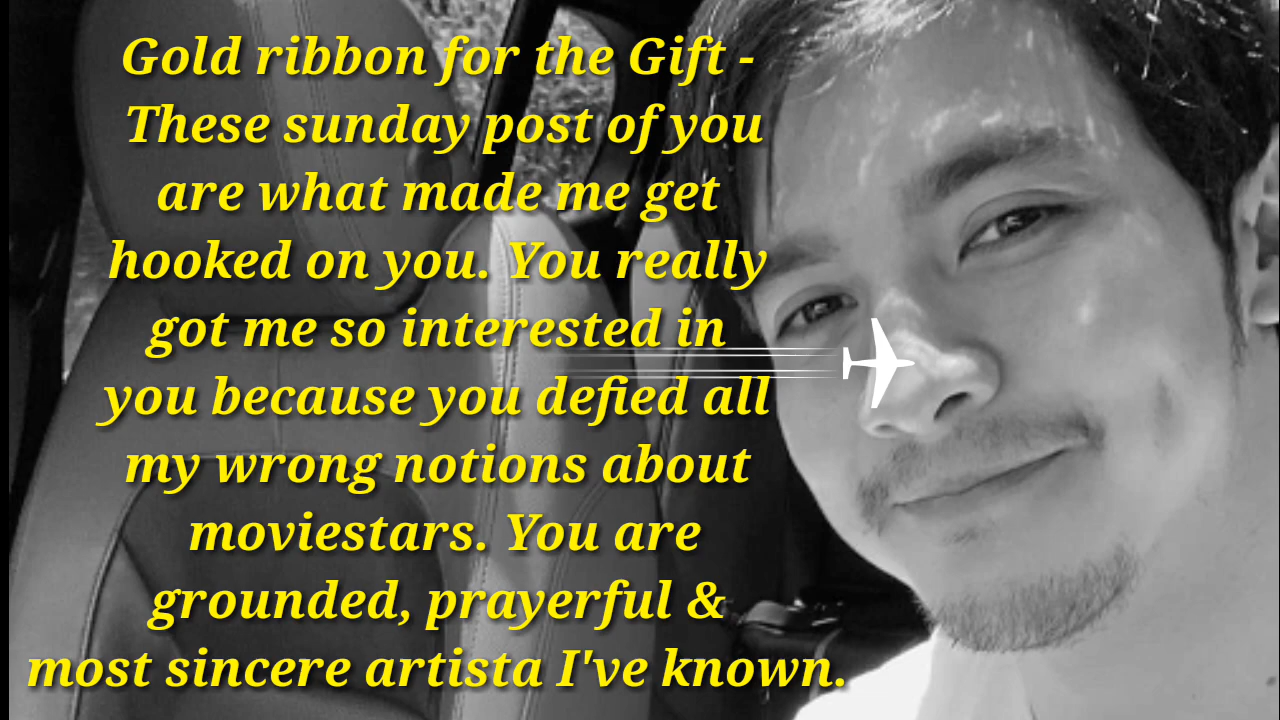 Gold ribbon for the Gift -
These sunday post of you
are what made me get
hooked on you. You really
got me so interested in
you because you defied all
my wrong notions about
moviestars. You are
grounded, prayerful &
most sincere artista I've known.